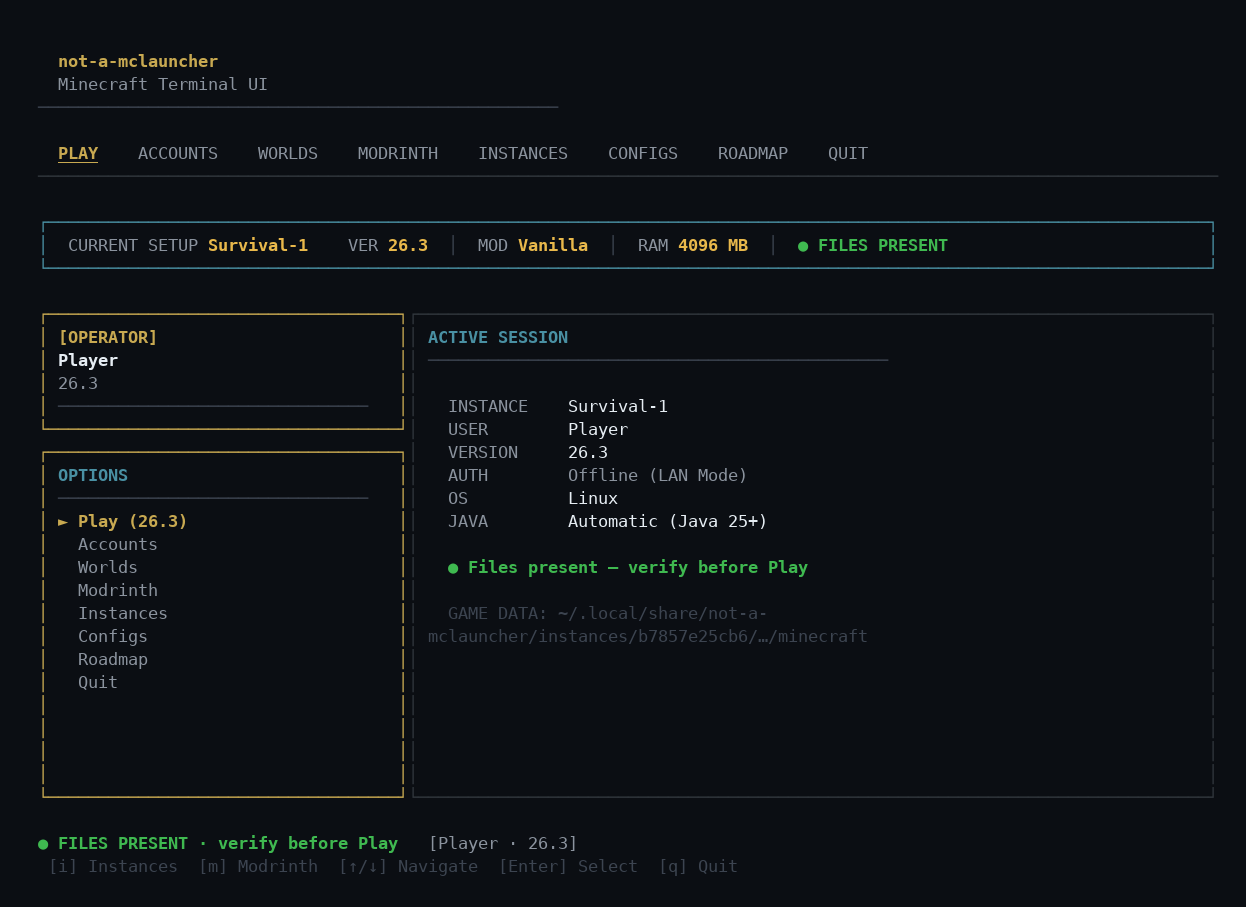 not-a-mclauncher
Minecraft Terminal UI
PLAY ACCOUNTS WORLDS MODRINTH INSTANCES CONFIGS ROADMAP QUIT
CURRENT SETUP Survival-1 VER 26.3 │ MOD Vanilla │ RAM 4096 MB │ ● FILES PRESENT
[OPERATOR]
Player
26.3
OPTIONS
► Play (26.3)
Accounts
Worlds
Modrinth
Instances
Configs
Roadmap
Quit
ACTIVE SESSION
INSTANCE Survival-1
USER Player
VERSION 26.3
AUTH Offline (LAN Mode)
OS Linux
JAVA Automatic (Java 25+)
● Files present — verify before Play
GAME DATA: ~/.local/share/not-a-
mclauncher/instances/b7857e25cb6/…/minecraft
● FILES PRESENT · verify before Play [Player · 26.3]
[i] Instances [m] Modrinth [↑/↓] Navigate [Enter] Select [q] Quit